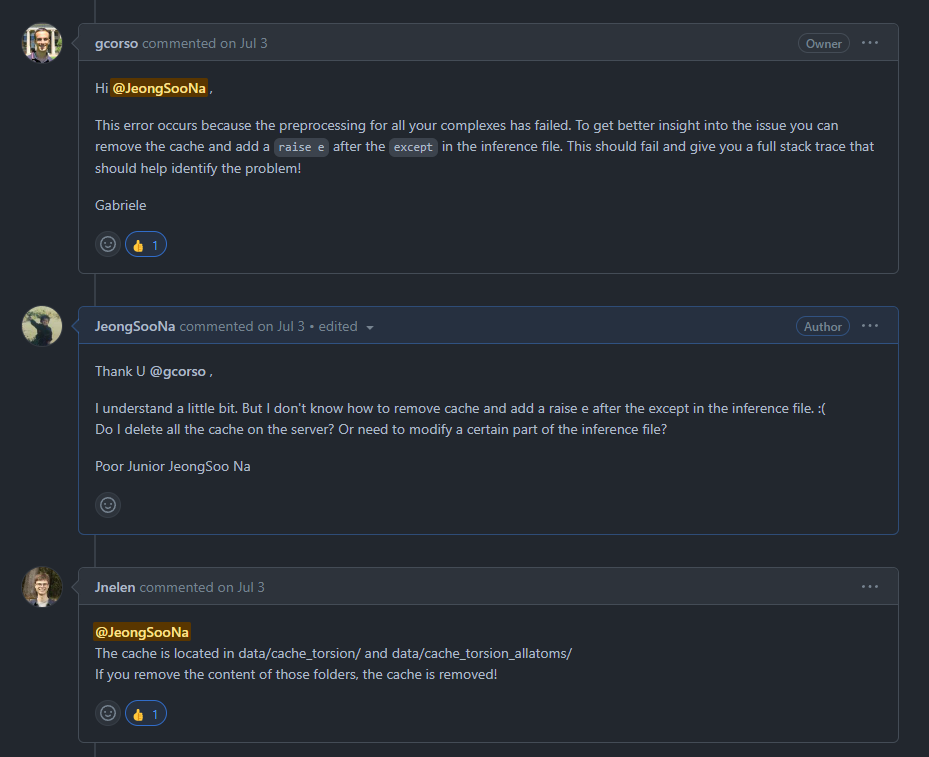 gcorso commented on Jul 3
Owner
Hi @JeongSooNa ,
This error occurs because the preprocessing for all your complexes has failed. To get better insight into the issue you can
remove the cache and add a raise e after the except in the inference file. This should fail and give you a full stack trace that
should help identify the problem!
Gabriele
👍 1
JeongSooNa commented on Jul 3 • edited
Author
Thank U @gcorso ,
I understand a little bit. But I don't know how to remove cache and add a raise e after the except in the inference file. :(
Do I delete all the cache on the server? Or need to modify a certain part of the inference file?
Poor Junior JeongSoo Na
Jnelen commented on Jul 3
@JeongSooNa
The cache is located in data/cache_torsion/ and data/cache_torsion_allatoms/
If you remove the content of those folders, the cache is removed!
👍 1